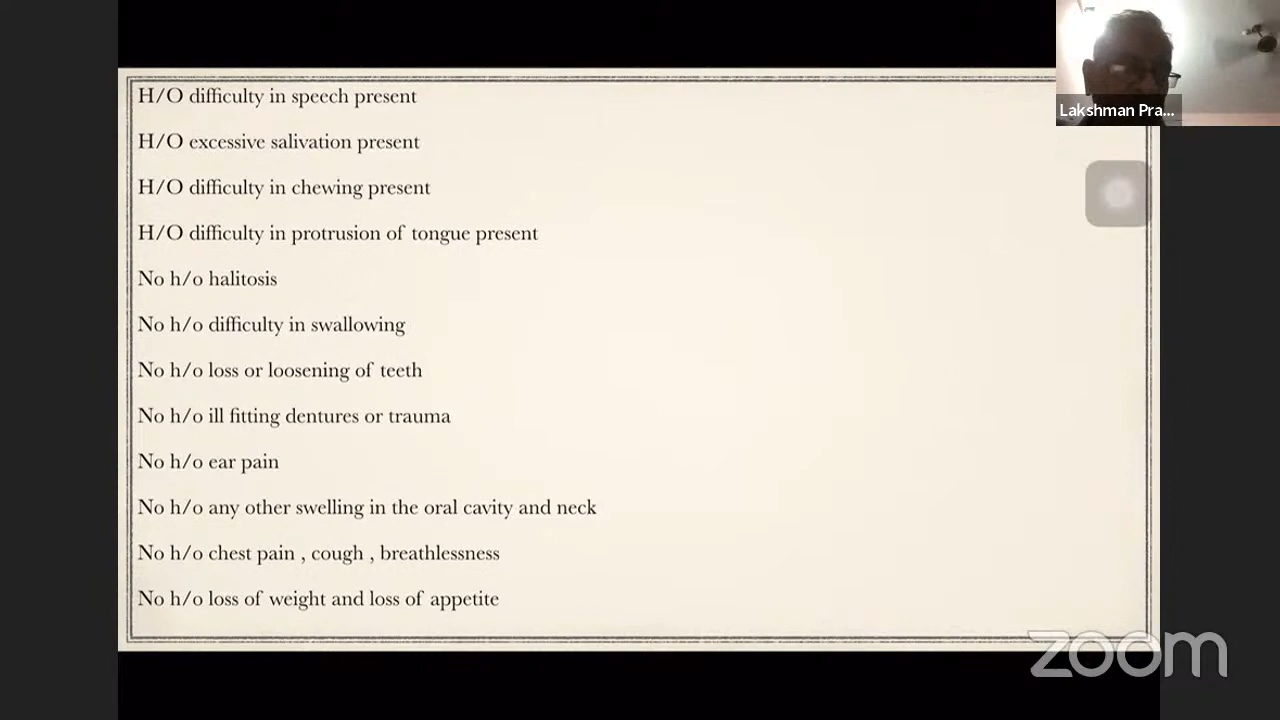 H/O difficulty in speech present
H/O excessive salivation present
H/O difficulty in chewing present
H/O difficulty in protrusion of tongue present
No h/o halitosis
No h/o difficulty in swallowing
No h/o loss or loosening of teeth
No h/o ill fitting dentures or trauma
No h/o ear pain
No h/o any other swelling in the oral cavity and neck
No h/o chest pain , cough , breathlessness
No h/o loss of weight and loss of appetite
Lakshman Pra...
zoom